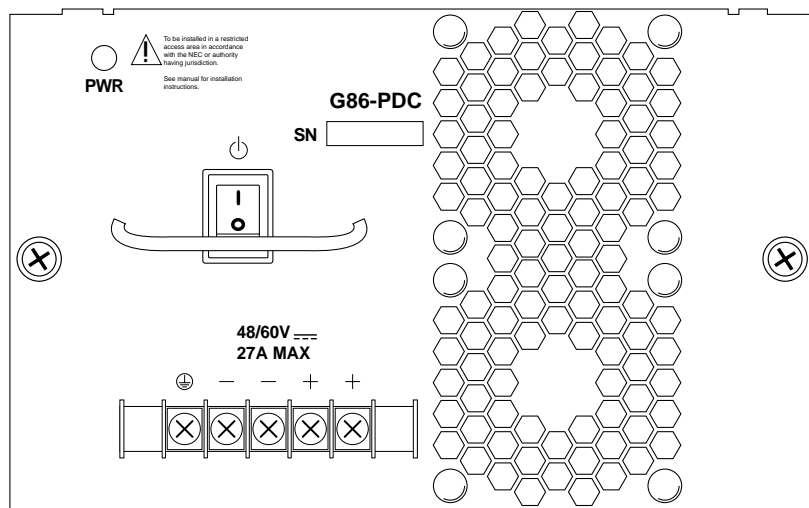 To be installed in a restricted
access area in accordance
with the NEC or authority
having jurisdiction.
See manual for installation
instructions.
PWR
G86-PDC
SN
48/60V
27A MAX